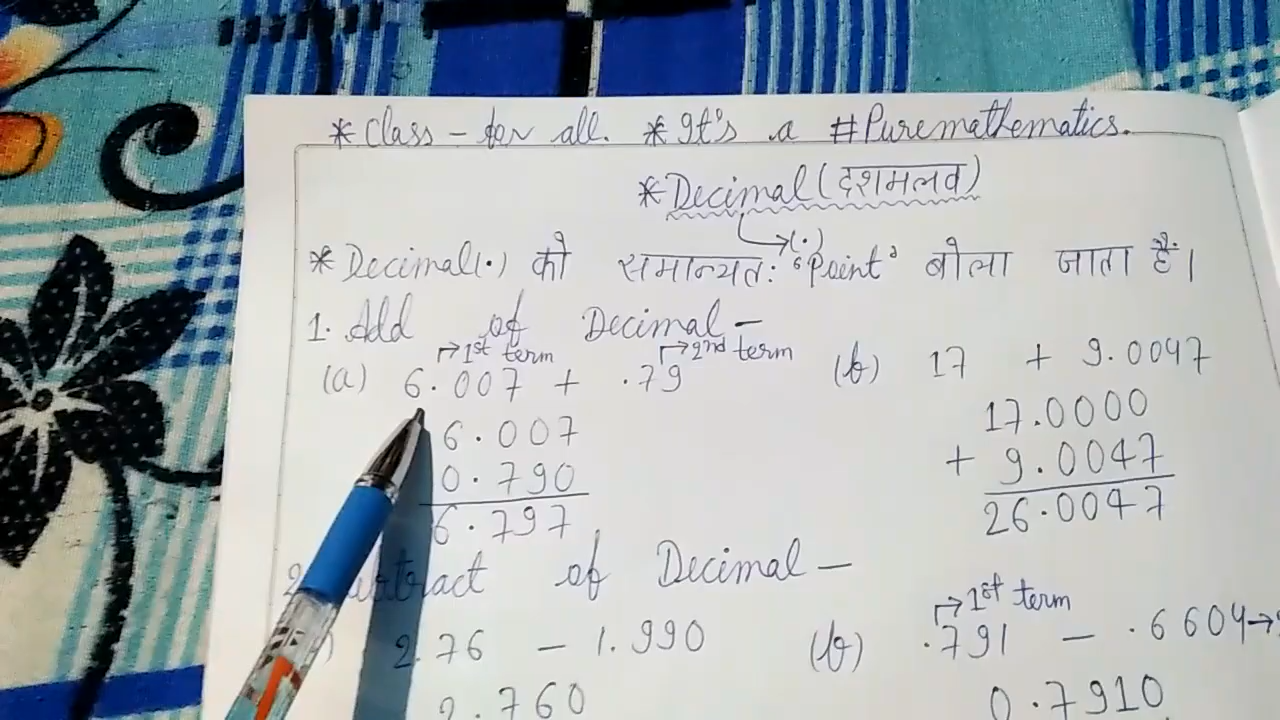 * Class - for all. * It's a #Puremathematics.
* Decimal (दशमलव)
→(.)
* Decimal(.) को समान्यत: 'Point' बोला जाता हैं।
1. Add of Decimal -
→1st term →2nd term
(a) 6.007 + .79
6.007
0.790
6.797
(b) 17 + 9.0047
17.0000
+ 9.0047
26.0047
of Decimal -
2.76 - 1.990
2.760
→1st term
(b) .791 - .6604→
0.7910